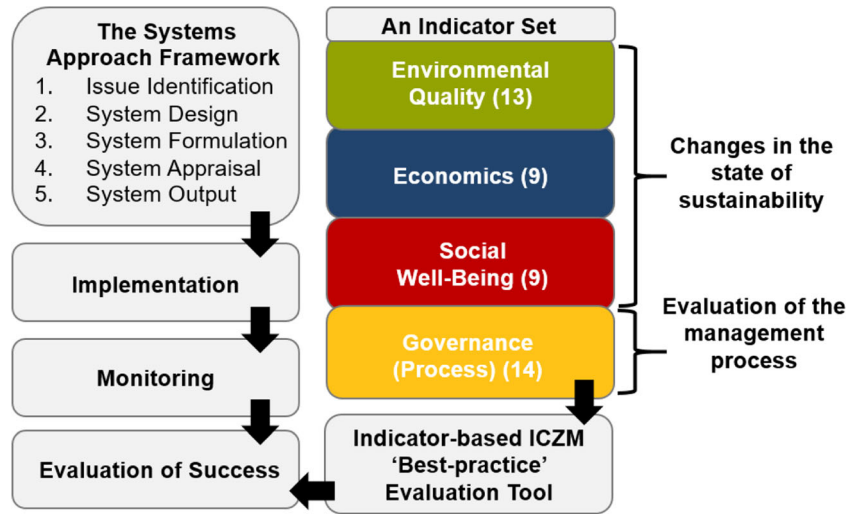 The Systems
Approach Framework
1. Issue Identification
2. System Design
3. System Formulation
4. System Appraisal
5. System Output
Implementation
Monitoring
Evaluation of Success
An Indicator Set
Environmental
Quality (13)
Economics (9)
Social
Well-Being (9)
Governance
(Process) (14)
Indicator-based ICZM
‘Best-practice’
Evaluation Tool
Changes in the
state of
sustainability
Evaluation of the
management
process